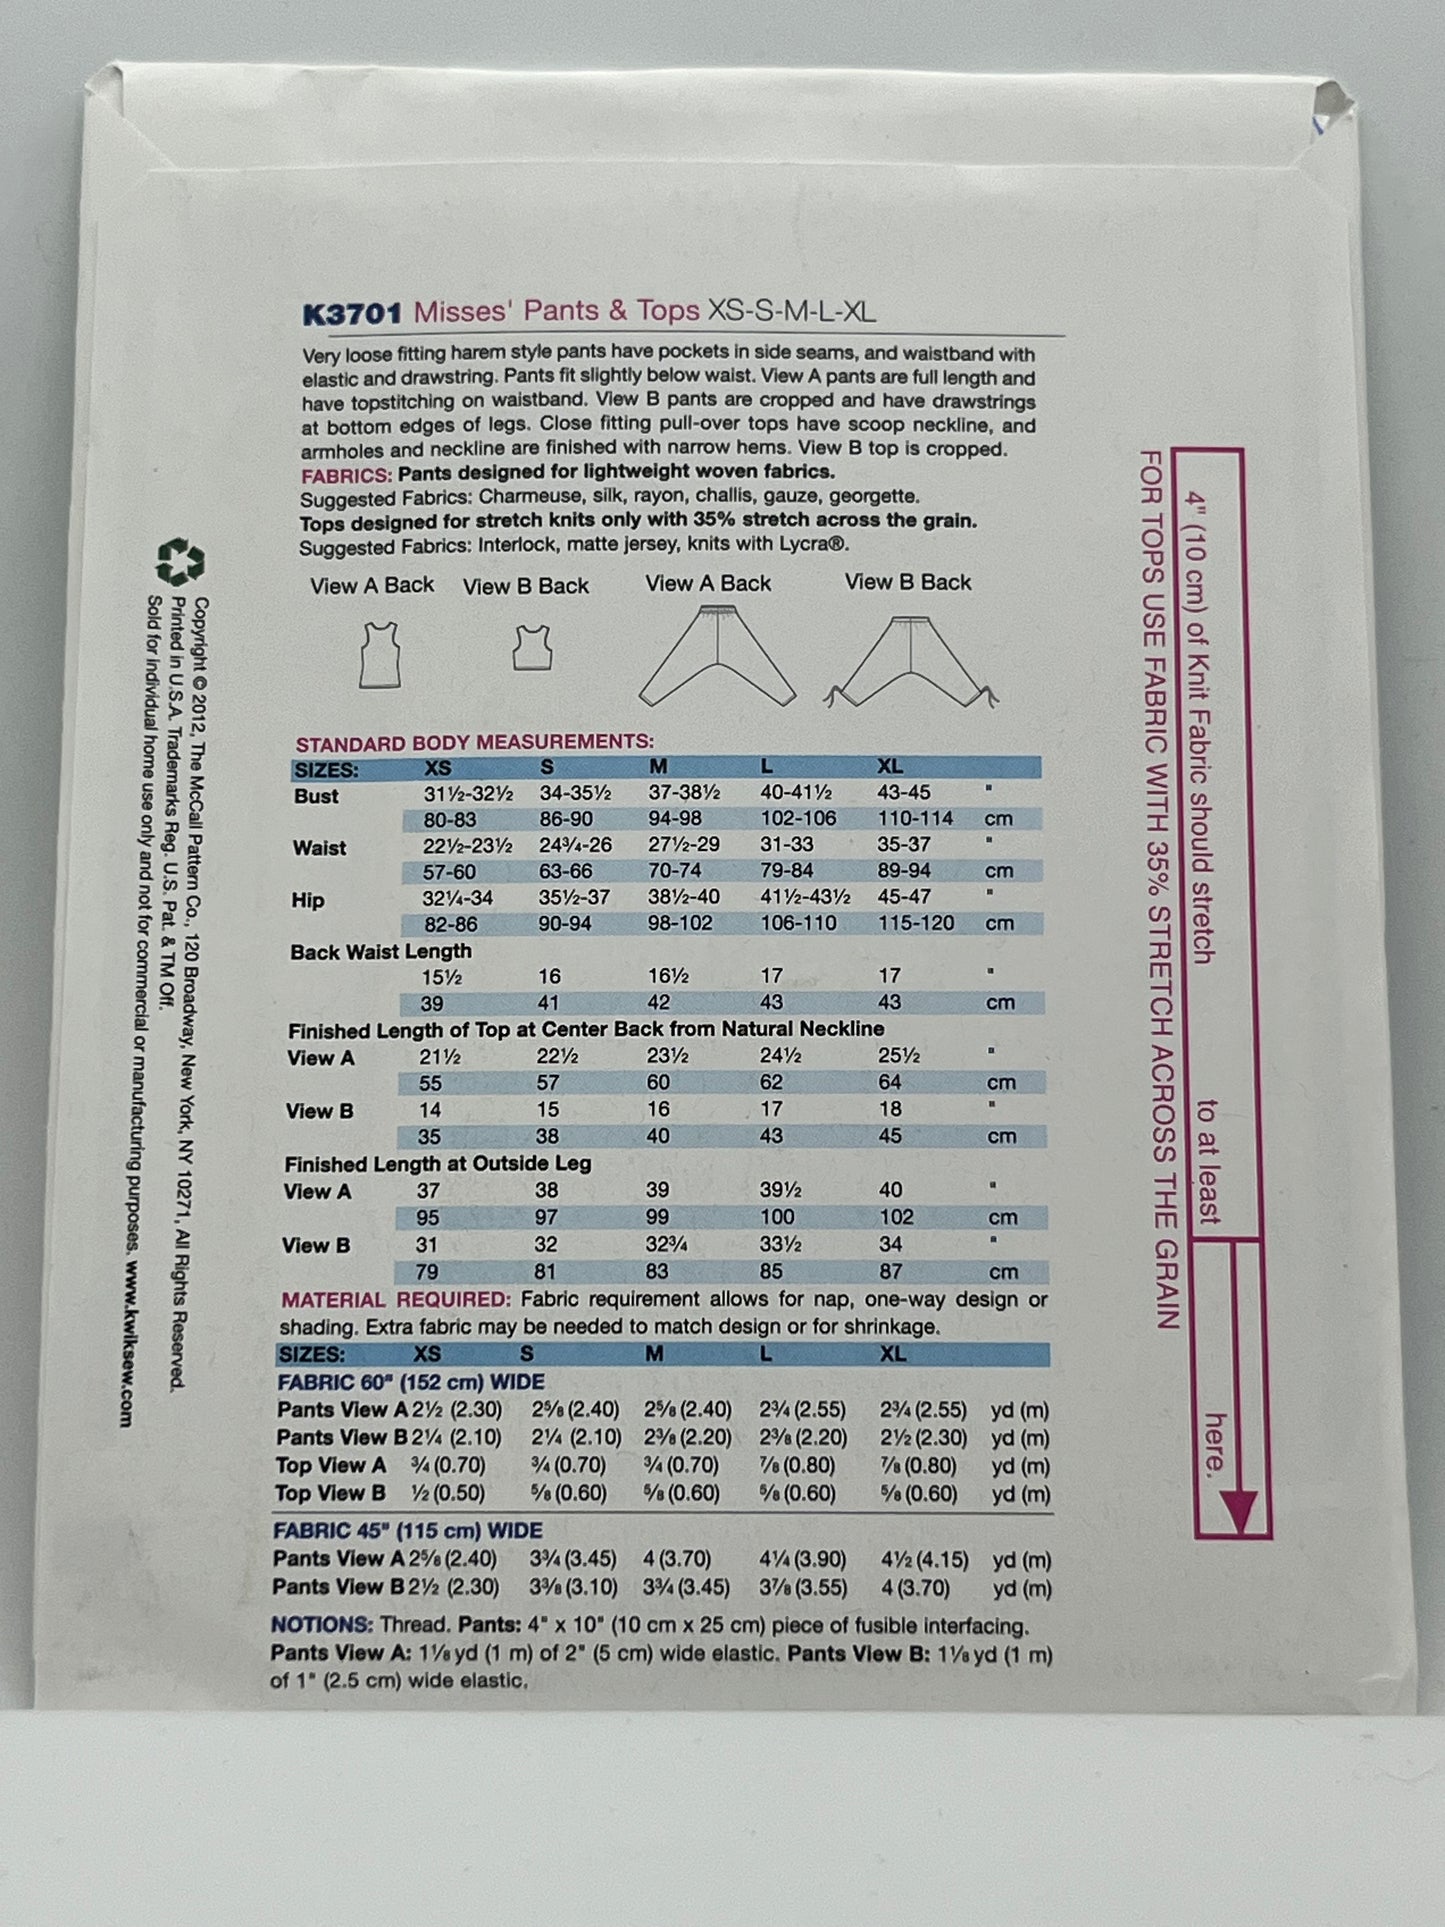 K3701 Misses' Pants & Tops XS-S-M-L-XL
Very loose fitting harem style pants have pockets in side seams, and waistband with
elastic and drawstring. Pants fit slightly below waist. View A pants are full length and
have topstitching on waistband. View B pants are cropped and have drawstrings
at bottom edges of legs. Close fitting pull-over tops have scoop neckline, and
armholes and neckline are finished with narrow hems. View B top is cropped.
FABRICS: Pants designed for lightweight woven fabrics.
Suggested Fabrics: Charmeuse, silk, rayon, challis, gauze, georgette.
Tops designed for stretch knits only with 35% stretch across the grain.
Suggested Fabrics: Interlock, matte jersey, knits with Lycra®.
View A Back View B Back View A Back View B Back
STANDARD BODY MEASUREMENTS:
SIZES: XS S M L XL
Bust 31½-32½ 34-35½ 37-38½ 40-41½ 43-45 "
80-83 86-90 94-98 102-106 110-114 cm
Waist 22½-23½ 24¾-26 27½-29 31-33 35-37 "
57-60 63-66 70-74 79-84 89-94 cm
Hip 32¼-34 35½-37 38½-40 41½-43½ 45-47 "
82-86 90-94 98-102 106-110 115-120 cm
Back Waist Length
15½ 16 16½ 17 17 "
39 41 42 43 43 cm
Finished Length of Top at Center Back from Natural Neckline
View A 21½ 22½ 23½ 24½ 25½ "
55 57 60 62 64 cm
View B 14 15 16 17 18 "
35 38 40 43 45 cm
Finished Length at Outside Leg
View A 37 38 39 39½ 40 "
95 97 99 100 102 cm
View B 31 32 32¾ 33½ 34 "
79 81 83 85 87 cm
MATERIAL REQUIRED: Fabric requirement allows for nap, one-way design or
shading. Extra fabric may be needed to match design or for shrinkage.
SIZES: XS S M L XL
FABRIC 60" (152 cm) WIDE
Pants View A 2½ (2.30) 2⅝ (2.40) 2⅝ (2.40) 2¾ (2.55) 2¾ (2.55) yd (m)
Pants View B 2¼ (2.10) 2¼ (2.10) 2⅜ (2.20) 2⅜ (2.20) 2½ (2.30) yd (m)
Top View A ¾ (0.70) ¾ (0.70) ¾ (0.70) ⅞ (0.80) ⅞ (0.80) yd (m)
Top View B ½ (0.50) ⅝ (0.60) ⅝ (0.60) ⅝ (0.60) ⅝ (0.60) yd (m)
FABRIC 45" (115 cm) WIDE
Pants View A 2⅝ (2.40) 3¾ (3.45) 4 (3.70) 4¼ (3.90) 4½ (4.15) yd (m)
Pants View B 2½ (2.30) 3⅜ (3.10) 3¾ (3.45) 3⅞ (3.55) 4 (3.70) yd (m)
NOTIONS: Thread. Pants: 4" x 10" (10 cm x 25 cm) piece of fusible interfacing.
Pants View A: 1⅛ yd (1 m) of 2" (5 cm) wide elastic. Pants View B: 1⅛ yd (1 m)
of 1" (2.5 cm) wide elastic.
4" (10 cm) of Knit Fabric should stretch to at least here.
FOR TOPS USE FABRIC WITH 35% STRETCH ACROSS THE GRAIN
Copyright © 2012, The McCall Pattern Co., 120 Broadway, New York, NY 10271, All Rights Reserved.
Printed in U.S.A. Trademarks Reg. U.S. Pat. & TM Off.
Sold for individual home use only and not for commercial or manufacturing purposes. www.kwiksew.com